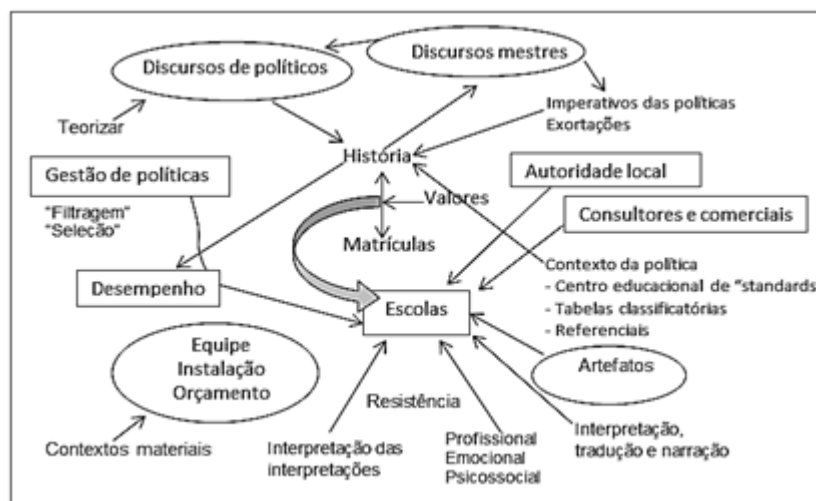 Discursos de políticos
Discursos mestres
Teorizar
Imperativos das políticas
Exortações
História
Gestão de políticas
Autoridade local
"Filtragem"
"Selecão"
Valores
Consultores e comerciais
Matrículas
Desempenho
Contexto da política
- Centro educacional de "standards
- Tabelas classificatórias
- Referenciais
Escolas
Equipe
Instalação
Orçamento
Artefatos
Resistência
Contextos materiais
Interpretação das
interpretações
Profissional
Emocional
Psicossocial
Interpretação,
tradução e narração